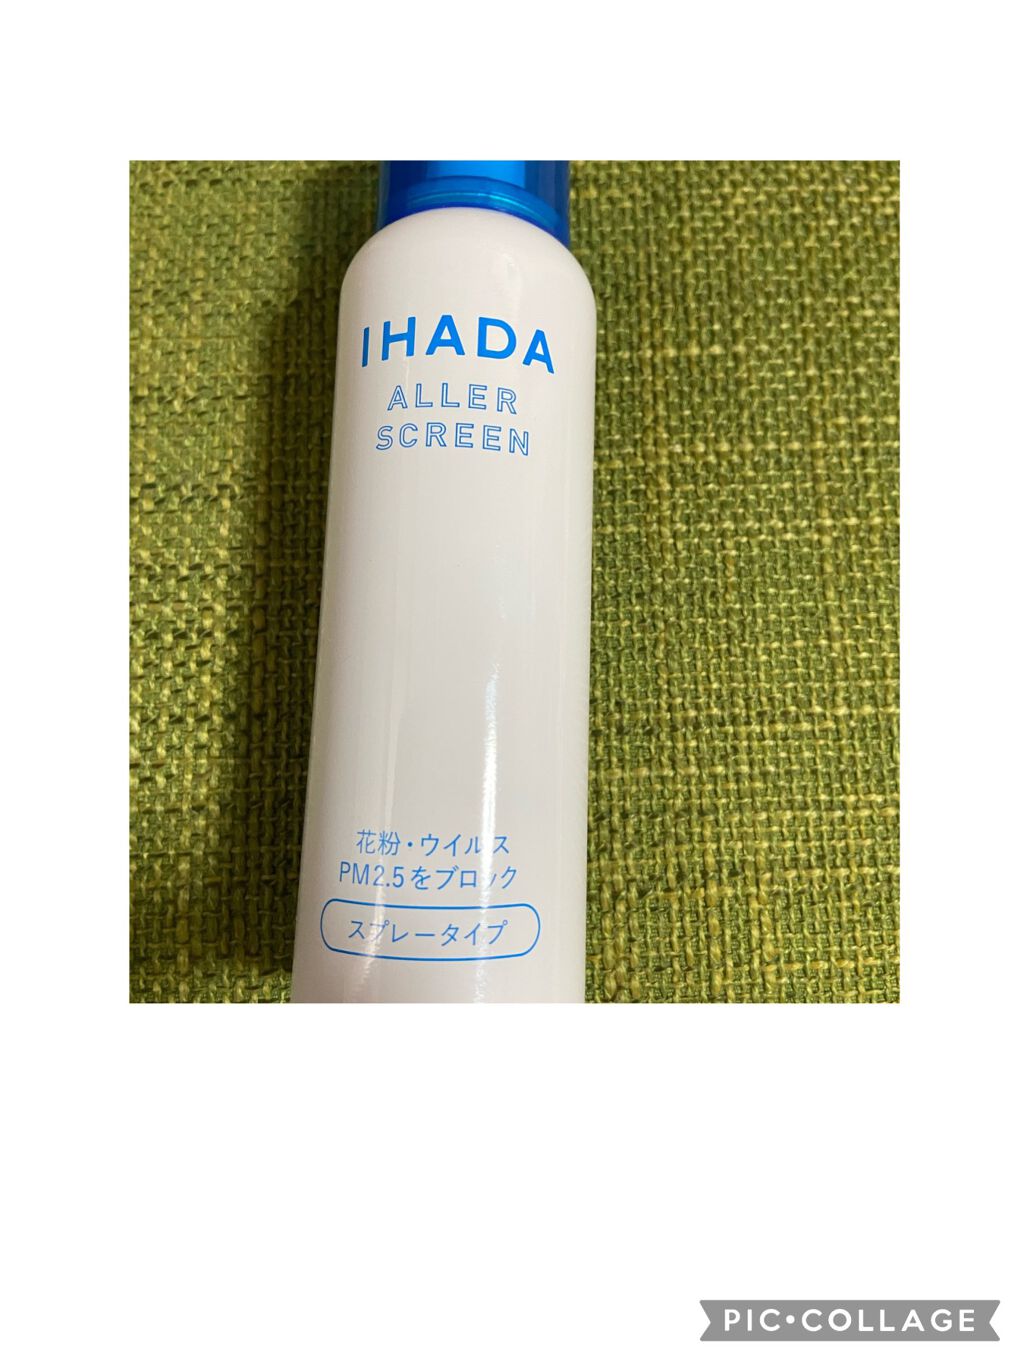 IHADA
ALLER
SCREEN
花粉・ウイルス
PM2.5をブロック
スプレータイプ
PIC•COLLAGE